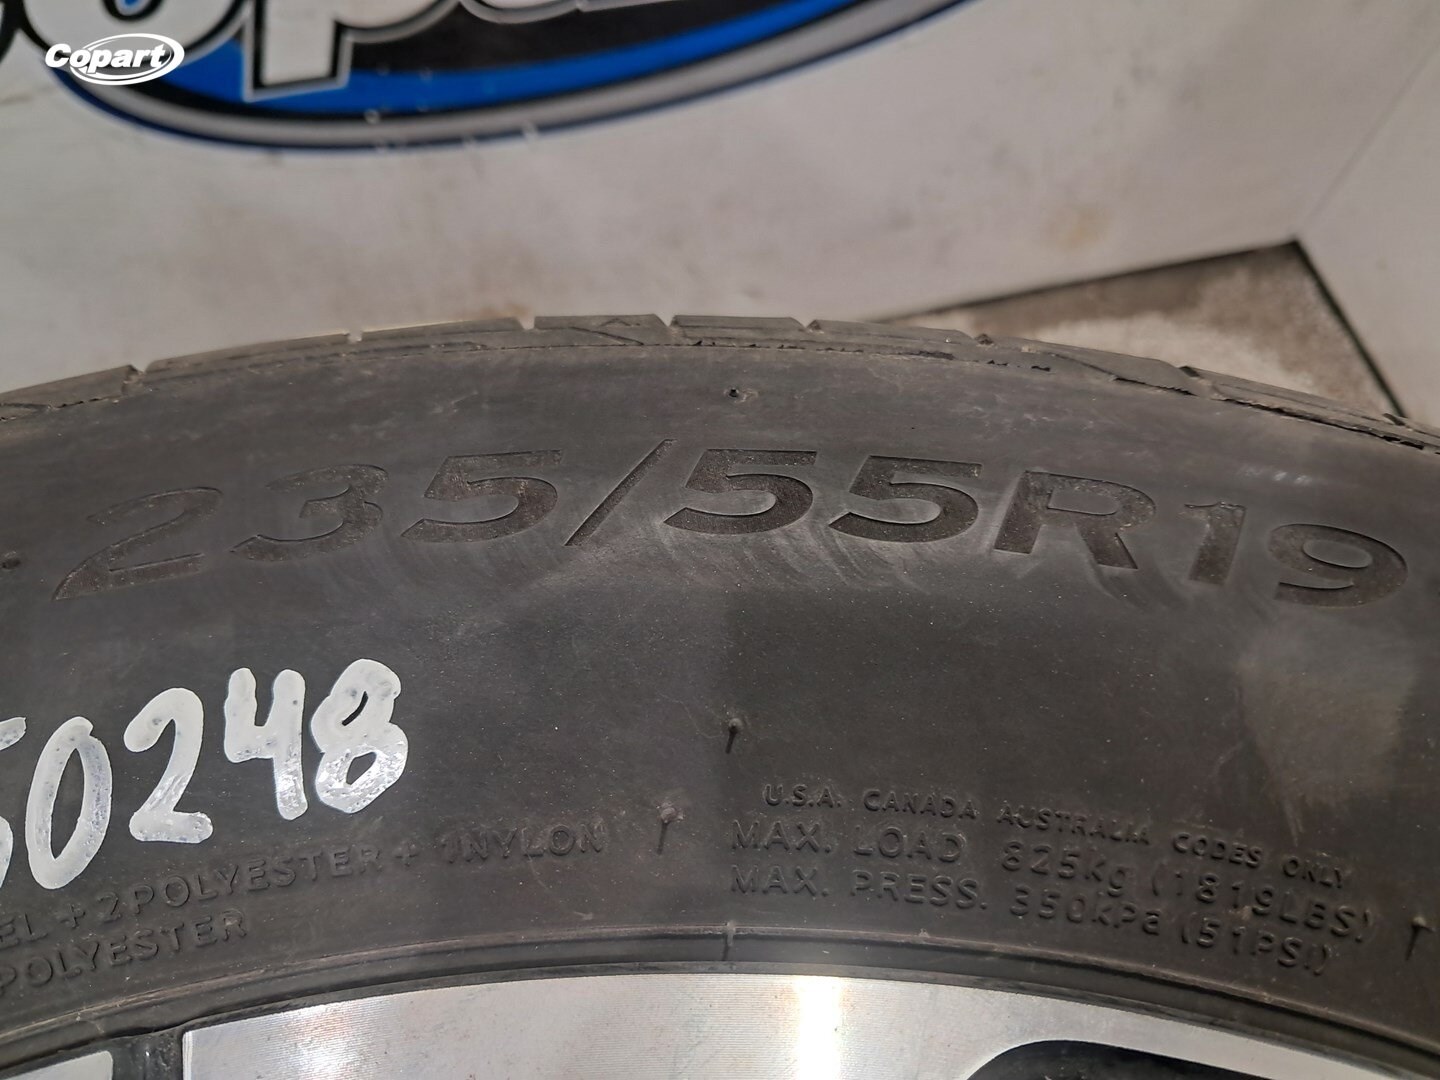 Copart
235/55R19
50248
U.S.A. CANADA AUSTRALIA CODES ONLY
MAX. LOAD 825kg (1819LBS)
MAX. PRESS. 350kPa (51PSI)
+ 2POLYESTER + 1NYLON
POLYESTER